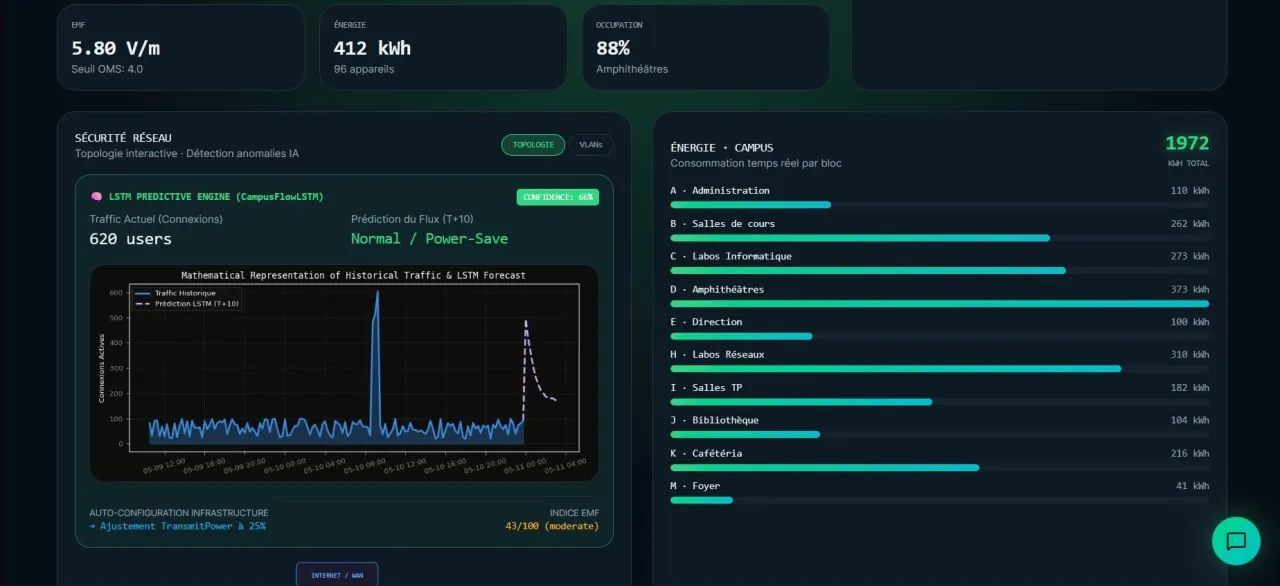 EMF
5.80 V/m
Seuil OMS: 4.0
ÉNERGIE
412 kWh
96 appareils
OCCUPATION
88%
Amphithéâtres
SÉCURITÉ RÉSEAU
Topologie interactive · Détection anomalies IA
TOPOLOGIE
VLANs
LSTM PREDICTIVE ENGINE (CampusFlowLSTM)
CONFIDENCE: 66%
Traffic Actuel (Connexions)
620 users
Prédiction du Flux (T+10)
Normal / Power-Save
Mathematical Representation of Historical Traffic & LSTM Forecast
Traffic Historique
Prédiction LSTM (T+10)
Connexions Actives
600
500
400
300
200
100
0
05-09 12:00
05-09 16:00
05-09 20:00
05-10 00:00
05-10 04:00
05-10 08:00
05-10 12:00
05-10 16:00
05-10 20:00
05-11 00:00
05-11 04:00
AUTO-CONFIGURATION INFRASTRUCTURE
→ Ajustement TransmitPower à 25%
INDICE EMF
43/100 (moderate)
INTERNET / WAN
ÉNERGIE · CAMPUS
Consommation temps réel par bloc
1972
KWH TOTAL
A · Administration 110 kWh
B · Salles de cours 262 kWh
C · Labos Informatique 273 kWh
D · Amphithéâtres 373 kWh
E · Direction 100 kWh
H · Labos Réseaux 310 kWh
I · Salles TP 182 kWh
J · Bibliothèque 104 kWh
K · Cafétéria 216 kWh
M · Foyer 41 kWh